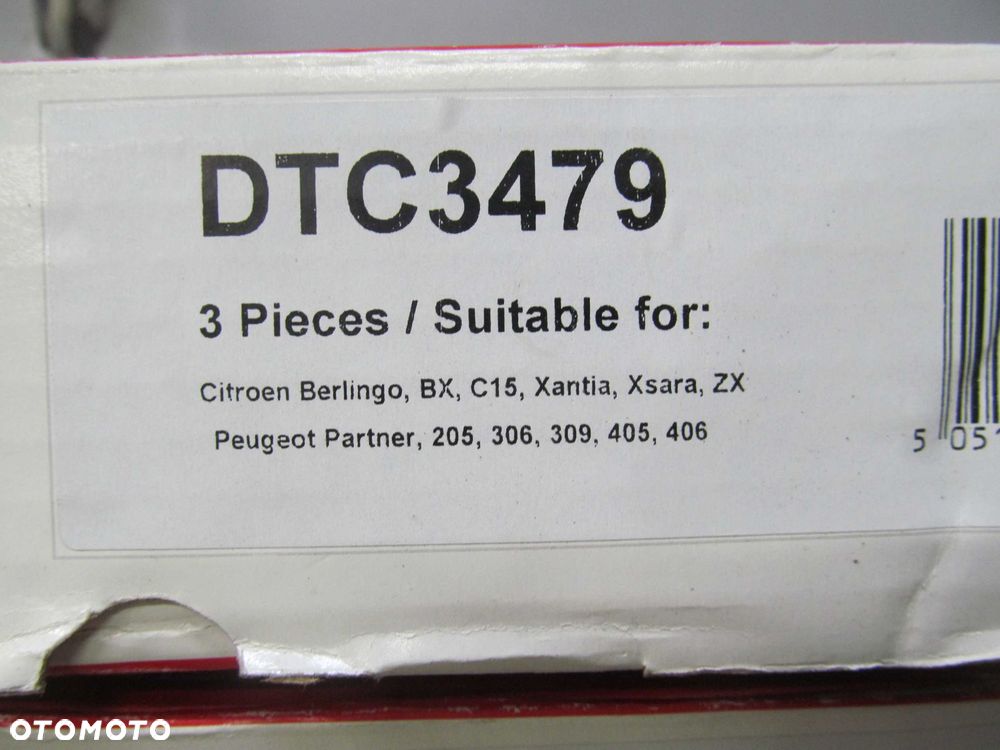 DTC3479
3 Pieces / Suitable for:
Citroen Berlingo, BX, C15, Xantia, Xsara, ZX
Peugeot Partner, 205, 306, 309, 405, 406
5 051
OTOMOTO